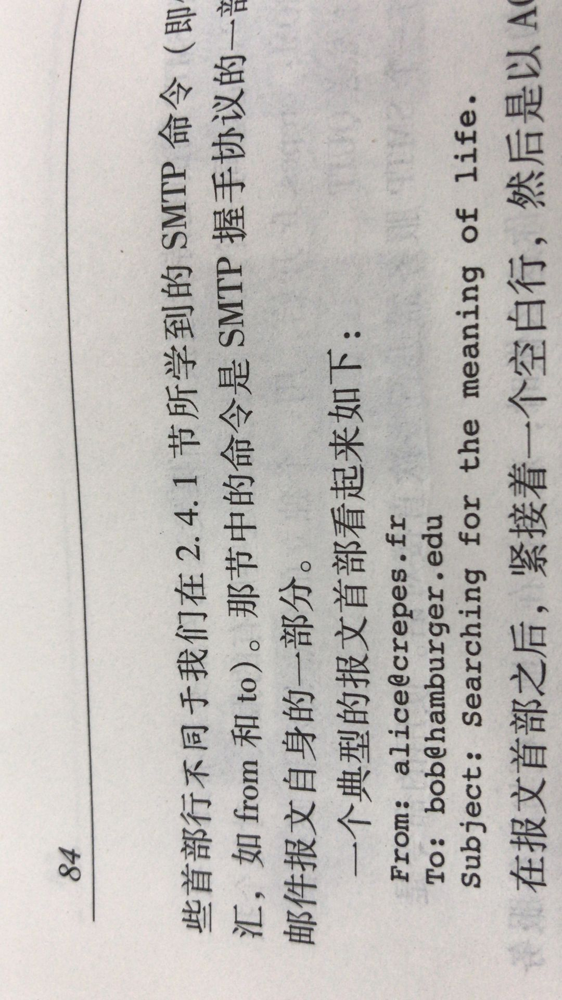 84
些首部行不同于我们在 2.4.1 节所学到的 SMTP 命令（即
汇，如 from 和 to）。那节中的命令是 SMTP 握手协议的一部
邮件报文自身的一部分。
一个典型的报文首部看起来如下：
From: alice@crepes.fr
To: bob@hamburger.edu
Subject: Searching for the meaning of life.
在报文首部之后，紧接着一个空白行，然后是以